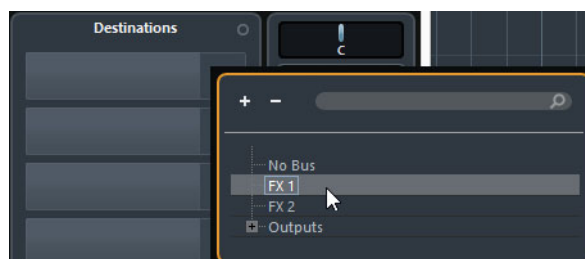 Destinations
C
+ -
No Bus
FX 1
FX 2
+ Outputs